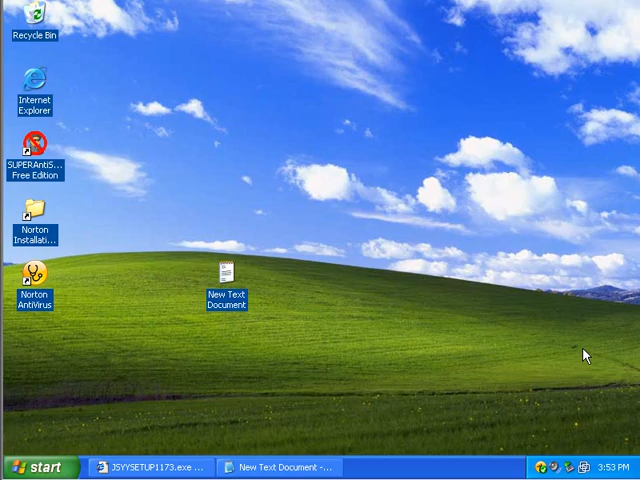 Recycle Bin
Internet
Explorer
SUPERAntiS...
Free Edition
Norton
Installati...
Norton
AntiVirus
New Text
Document
start
JSYYSETUP1173.exe ...
New Text Document -...
3:53 PM